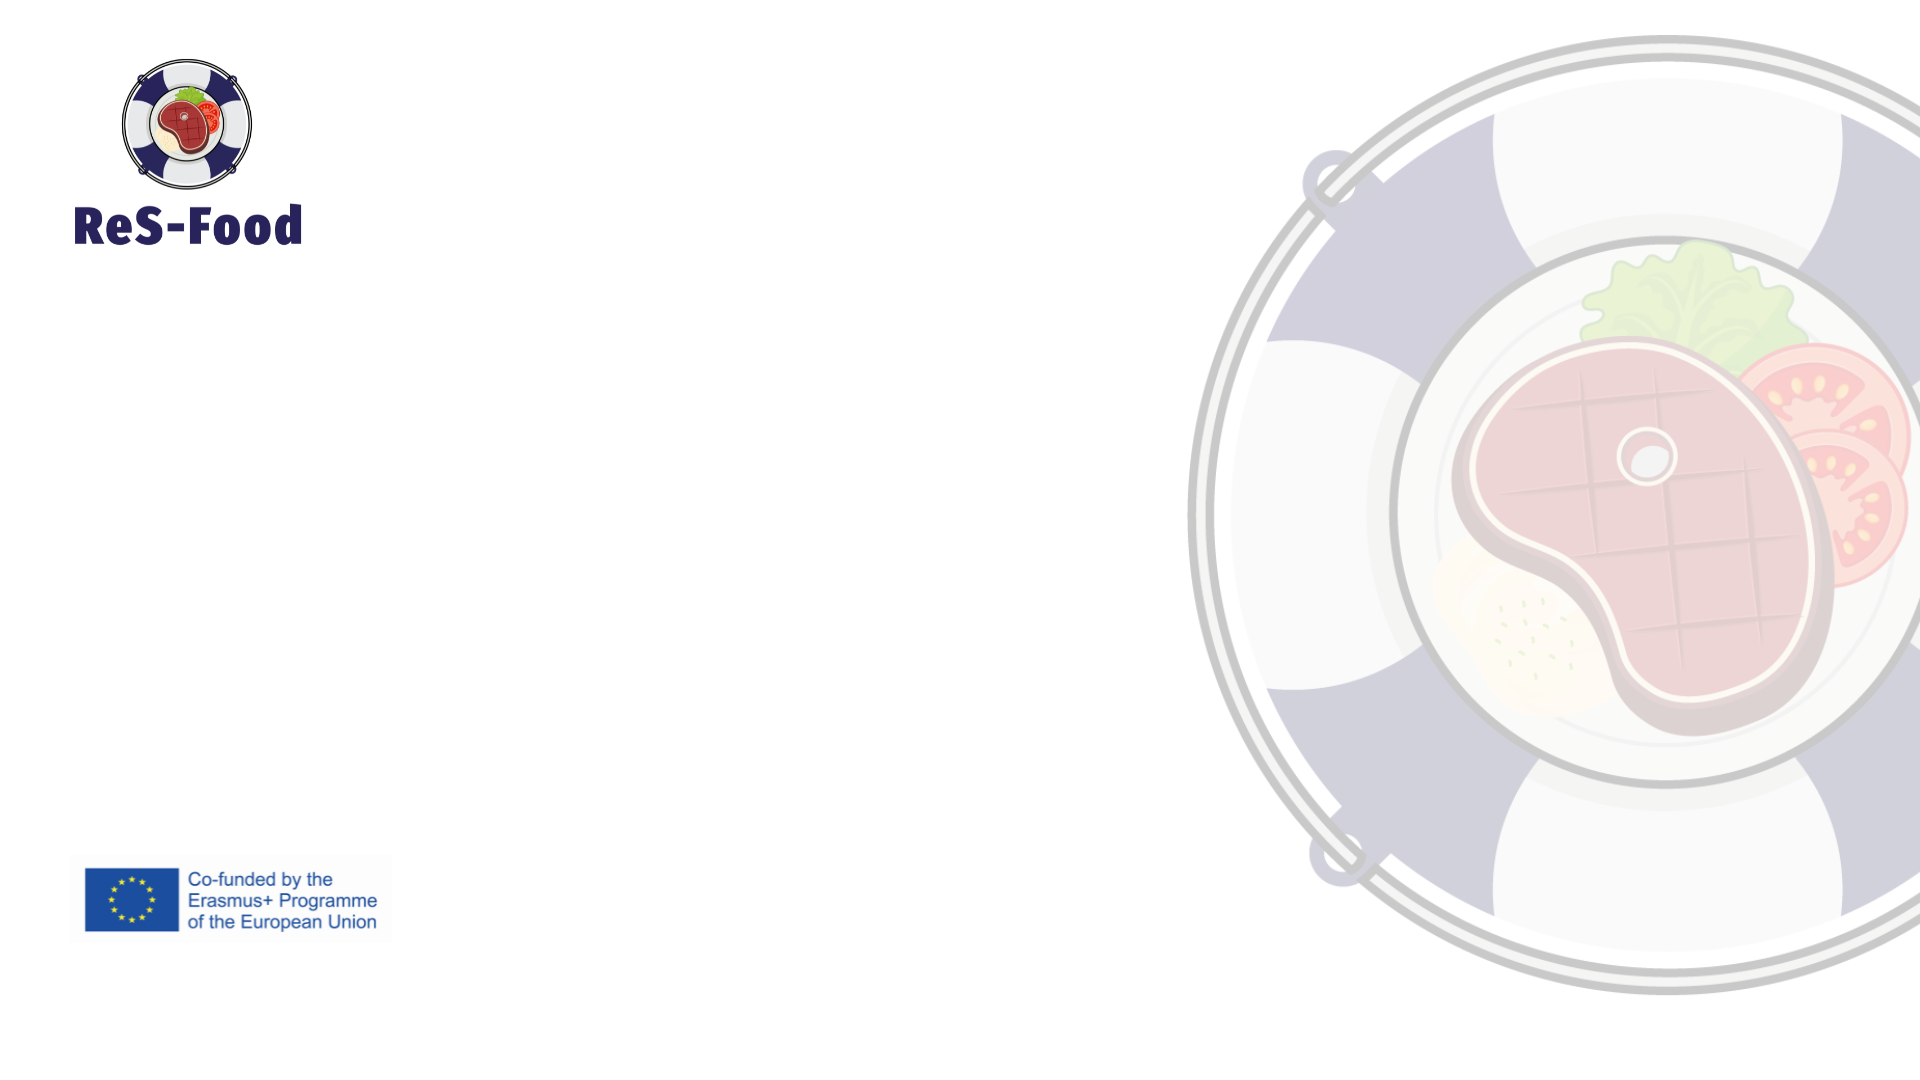 ReS-Food
Co-funded by the
Erasmus+ Programme
of the European Union